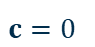 c = 0